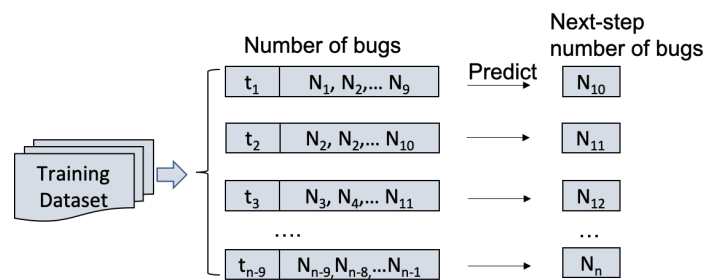 Number of bugs
Next-step
number of bugs
Predict
Training
Dataset
t₁ N₁, N₂,... N₉ N₁₀
t₂ N₂, N₂,... N₁₀ N₁₁
t₃ N₃, N₄,... N₁₁ N₁₂
.... ...
tₙ₋₉ Nₙ₋₉,Nₙ₋₈,...Nₙ₋₁ Nₙ